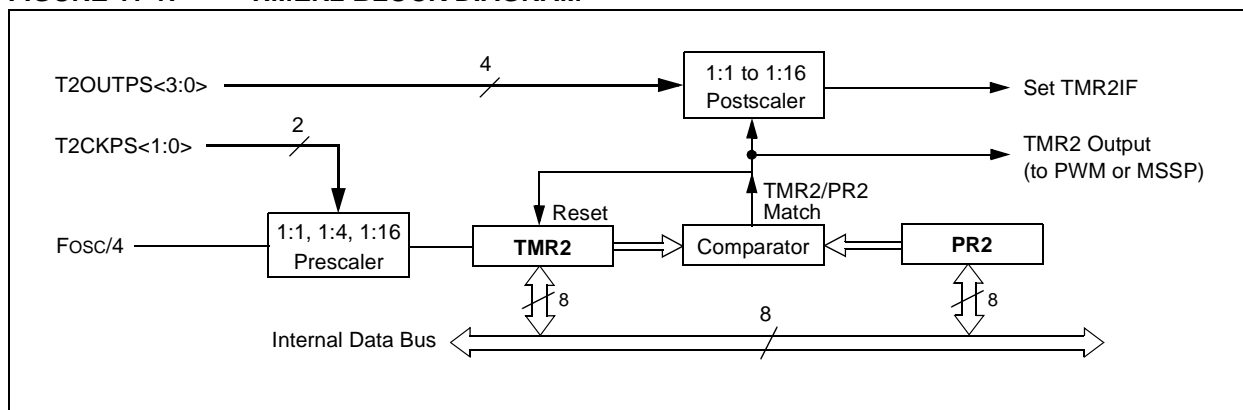 FIGURE TIMER2 BLOCK DIAGRAM
T2OUTPS<3:0>
4
1:1 to 1:16
Postscaler
Set TMR2IF
T2CKPS<1:0>
2
TMR2 Output
(to PWM or MSSP)
TMR2/PR2
Match
Reset
FOSC/4
1:1, 1:4, 1:16
Prescaler
TMR2
Comparator
PR2
8
8
8
Internal Data Bus